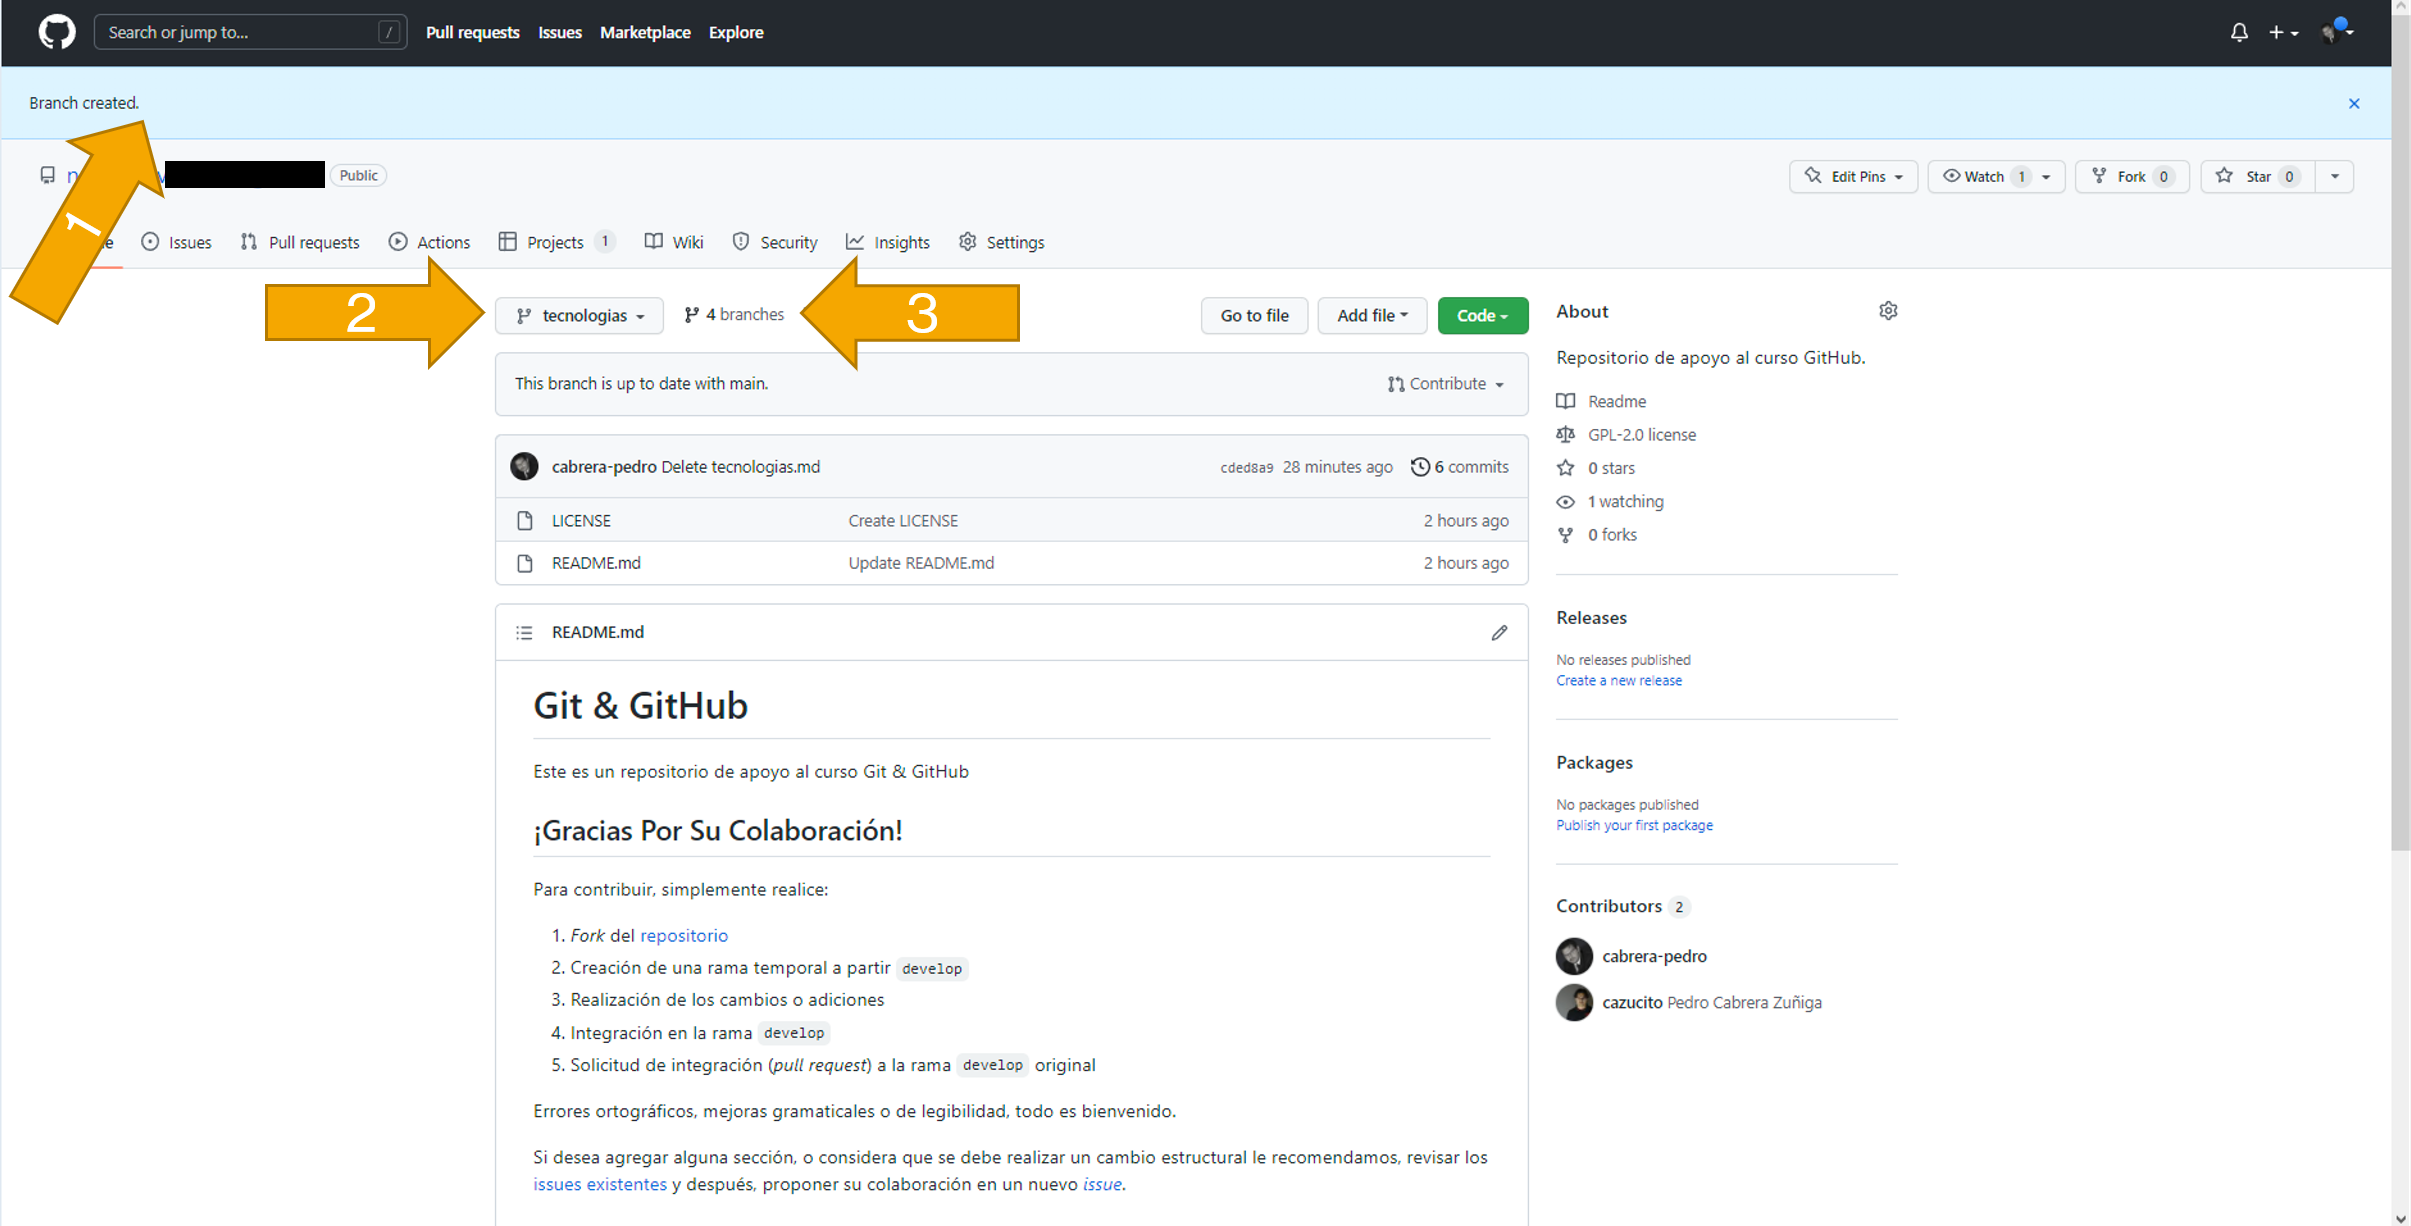 Search or jump to...
/
Pull requests
Issues
Marketplace
Explore
Branch created.
Public
Edit Pins
Watch 1
Fork 0
Star 0
1
Issues
Pull requests
Actions
Projects 1
Wiki
Security
Insights
Settings
2
tecnologias
4 branches
3
Go to file
Add file
Code
This branch is up to date with main.
Contribute
cabrera-pedro Delete tecnologias.md
cded8a9 28 minutes ago
6 commits
LICENSE
Create LICENSE
2 hours ago
README.md
Update README.md
2 hours ago
README.md
Git & GitHub
Este es un repositorio de apoyo al curso Git & GitHub
¡Gracias Por Su Colaboración!
Para contribuir, simplemente realice:
1. Fork del repositorio
2. Creación de una rama temporal a partir develop
3. Realización de los cambios o adiciones
4. Integración en la rama develop
5. Solicitud de integración (pull request) a la rama develop original
Errores ortográficos, mejoras gramaticales o de legibilidad, todo es bienvenido.
Si desea agregar alguna sección, o considera que se debe realizar un cambio estructural le recomendamos, revisar los
issues existentes y después, proponer su colaboración en un nuevo issue.
About
Repositorio de apoyo al curso GitHub.
Readme
GPL-2.0 license
0 stars
1 watching
0 forks
Releases
No releases published
Create a new release
Packages
No packages published
Publish your first package
Contributors 2
cabrera-pedro
cazucito Pedro Cabrera Zuñiga